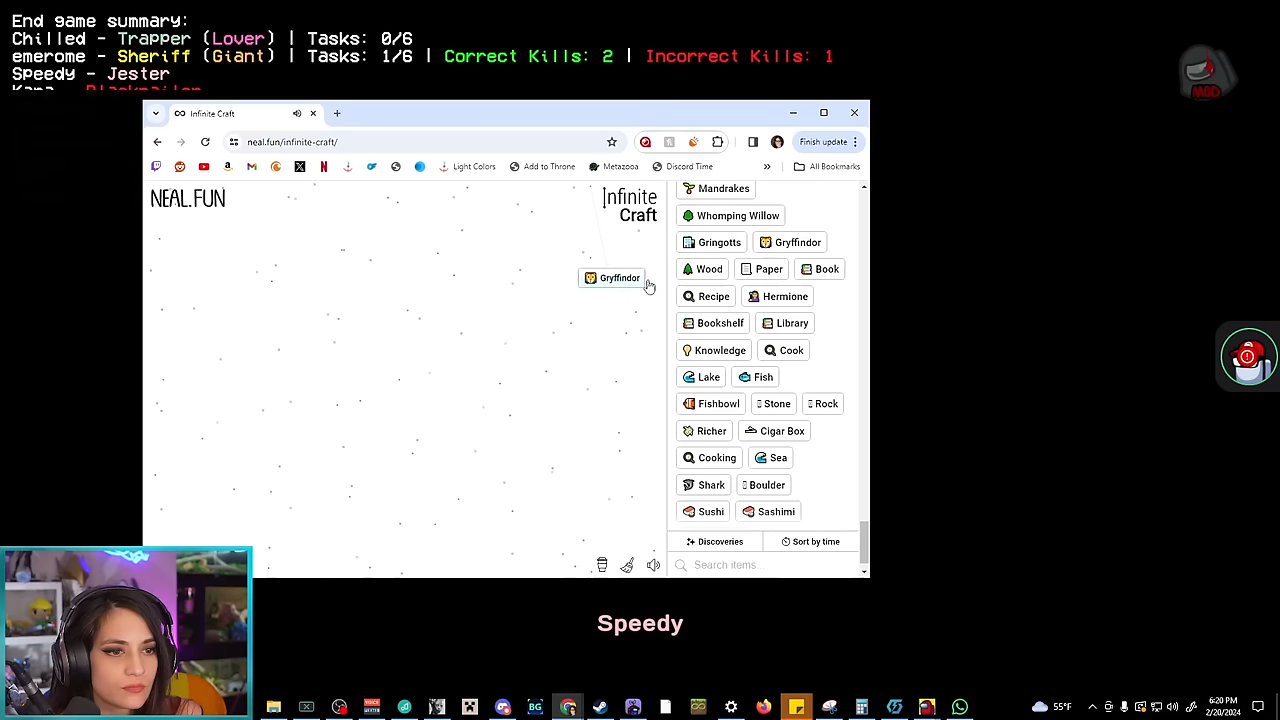 End game summary:
Chilled - Trapper (Lover) | Tasks: 0/6
emerome - Sheriff (Giant) | Tasks: 1/6 | Correct Kills: 2 | Incorrect Kills: 1
Speedy - Jester
MOD
Infinite Craft
neal.fun/infinite-craft/
Finish update
Light Colors
Add to Throne
Metazooa
Discord Time
All Bookmarks
NEAL.FUN
Infinite
Craft
Gryffindor
Mandrakes
Whomping Willow
Gringotts Gryffindor
Wood Paper Book
Recipe Hermione
Bookshelf Library
Knowledge Cook
Lake Fish
Fishbowl Stone Rock
Richer Cigar Box
Cooking Sea
Shark Boulder
Sushi Sashimi
Discoveries Sort by time
Search items...
Speedy
55°
6:20 PM
2/20/2024